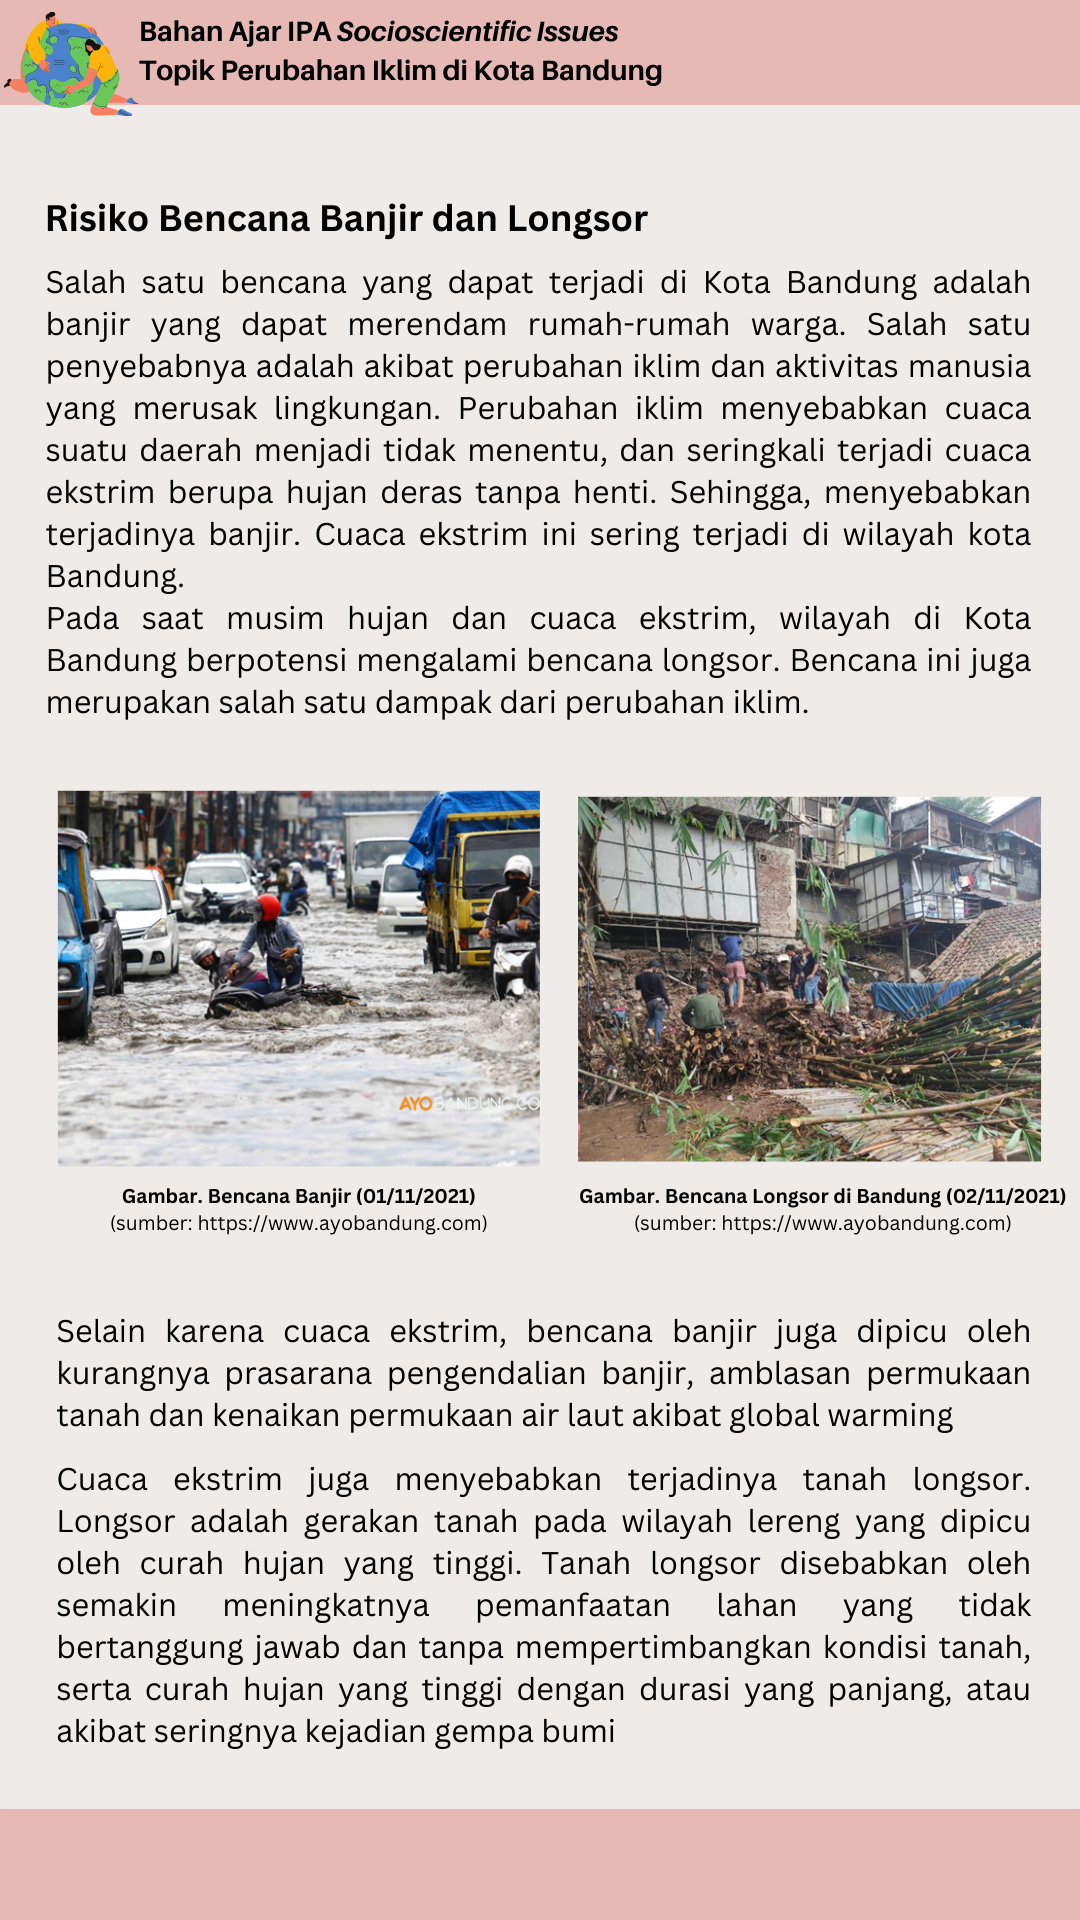 Bahan Ajar IPA Socioscientific Issues
Topik Perubahan Iklim di Kota Bandung
Risiko Bencana Banjir dan Longsor
Salah satu bencana yang dapat terjadi di Kota Bandung adalah
banjir yang dapat merendam rumah-rumah warga. Salah satu
penyebabnya adalah akibat perubahan iklim dan aktivitas manusia
yang merusak lingkungan. Perubahan iklim menyebabkan cuaca
suatu daerah menjadi tidak menentu, dan seringkali terjadi cuaca
ekstrim berupa hujan deras tanpa henti. Sehingga, menyebabkan
terjadinya banjir. Cuaca ekstrim ini sering terjadi di wilayah kota
Bandung.
Pada saat musim hujan dan cuaca ekstrim, wilayah di Kota
Bandung berpotensi mengalami bencana longsor. Bencana ini juga
merupakan salah satu dampak dari perubahan iklim.
AYOBANDUNG.CO
Gambar. Bencana Banjir (01/11/2021)
(sumber: https://www.ayobandung.com)
Gambar. Bencana Longsor di Bandung (02/11/2021)
(sumber: https://www.ayobandung.com)
Selain karena cuaca ekstrim, bencana banjir juga dipicu oleh
kurangnya prasarana pengendalian banjir, amblasan permukaan
tanah dan kenaikan permukaan air laut akibat global warming
Cuaca ekstrim juga menyebabkan terjadinya tanah longsor.
Longsor adalah gerakan tanah pada wilayah lereng yang dipicu
oleh curah hujan yang tinggi. Tanah longsor disebabkan oleh
semakin meningkatnya pemanfaatan lahan yang tidak
bertanggung jawab dan tanpa mempertimbangkan kondisi tanah,
serta curah hujan yang tinggi dengan durasi yang panjang, atau
akibat seringnya kejadian gempa bumi